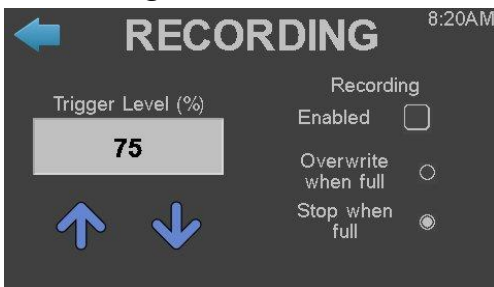 RECORDING
8:20AM
Trigger Level (%)
75
Recording
Enabled
Overwrite
when full
Stop when
full